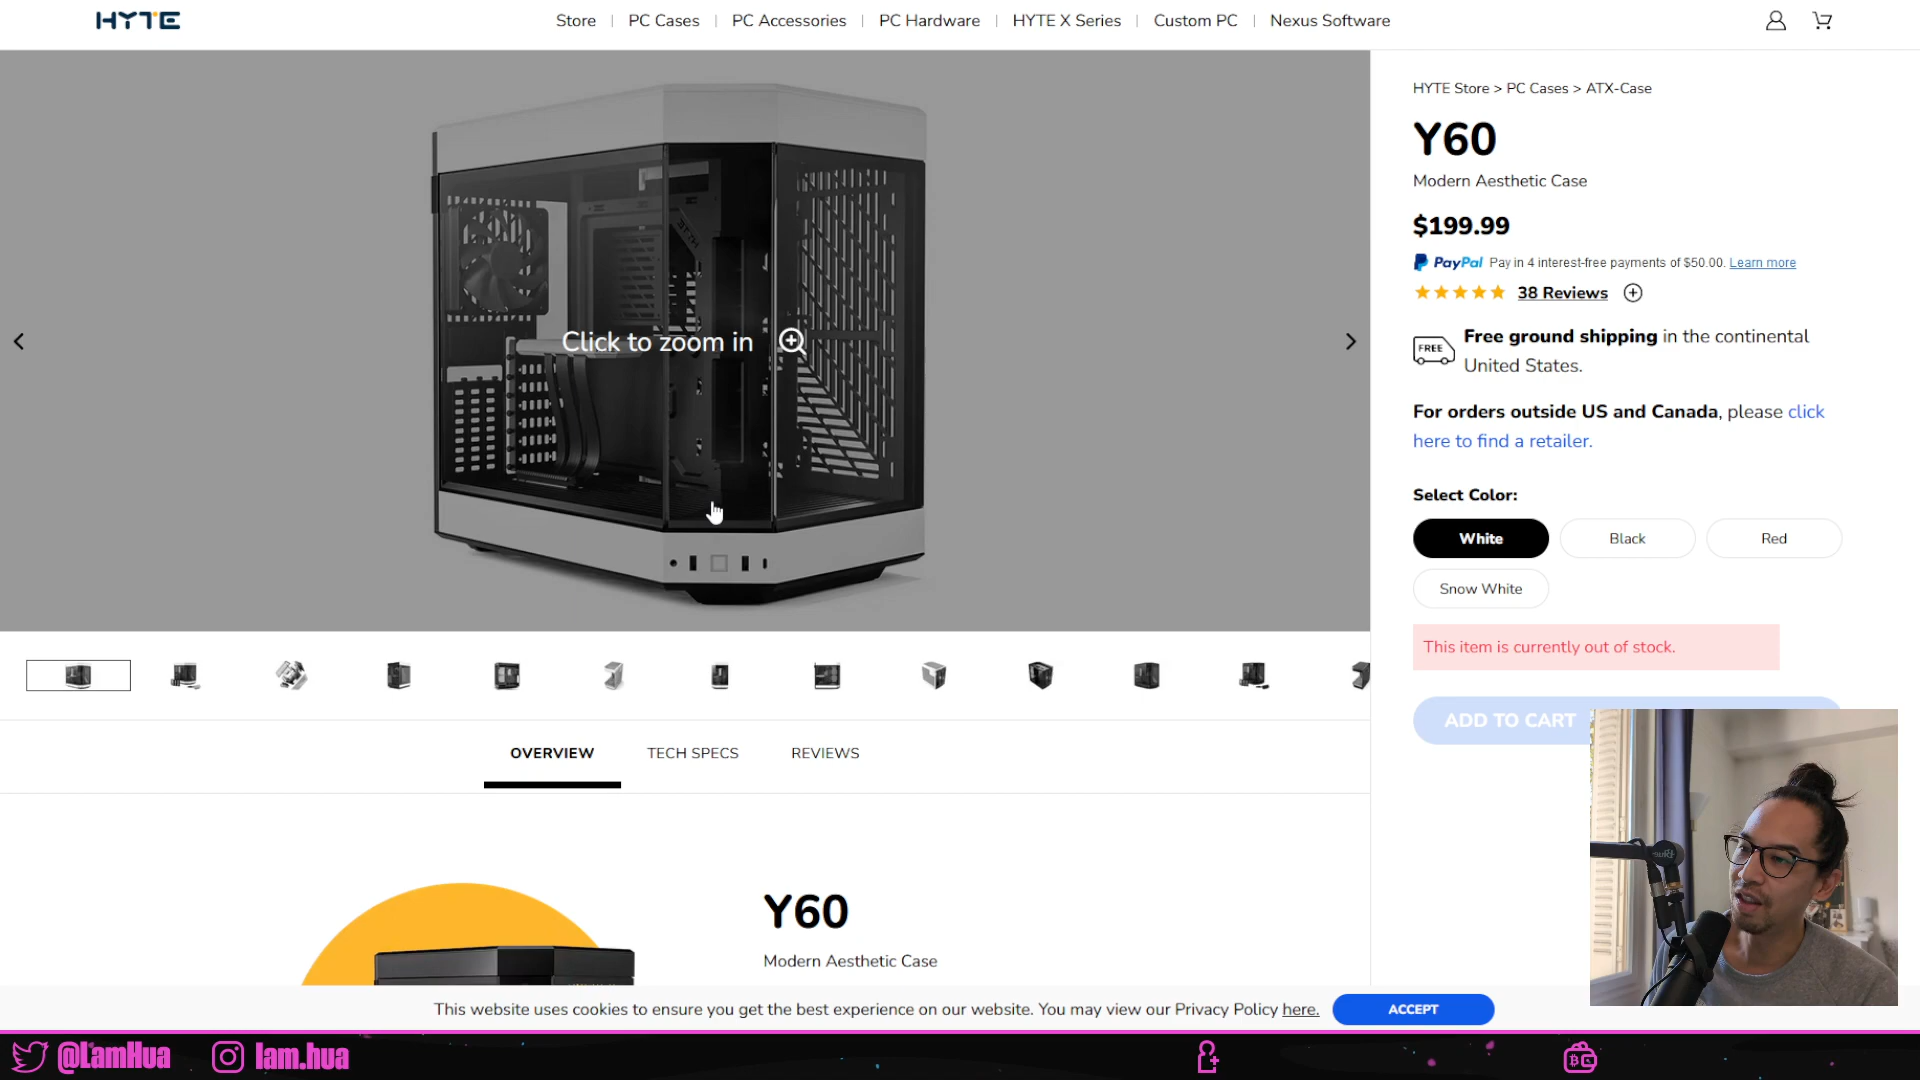 HYTE
Store | PC Cases | PC Accessories | PC Hardware | HYTE X Series | Custom PC | Nexus Software
Click to zoom in
HYTE Store > PC Cases > ATX-Case
Y60
Modern Aesthetic Case
$199.99
PayPal Pay in 4 interest-free payments of $50.00. Learn more
38 Reviews
FREE
Free ground shipping in the continental
United States.
For orders outside US and Canada, please click
here to find a retailer.
Select Color:
White
Black
Red
Snow White
This item is currently out of stock.
ADD TO CART
OVERVIEW
TECH SPECS
REVIEWS
Y60
Modern Aesthetic Case
Blue
This website uses cookies to ensure you get the best experience on our website. You may view our Privacy Policy here.
ACCEPT
@LamHua
lam.hua